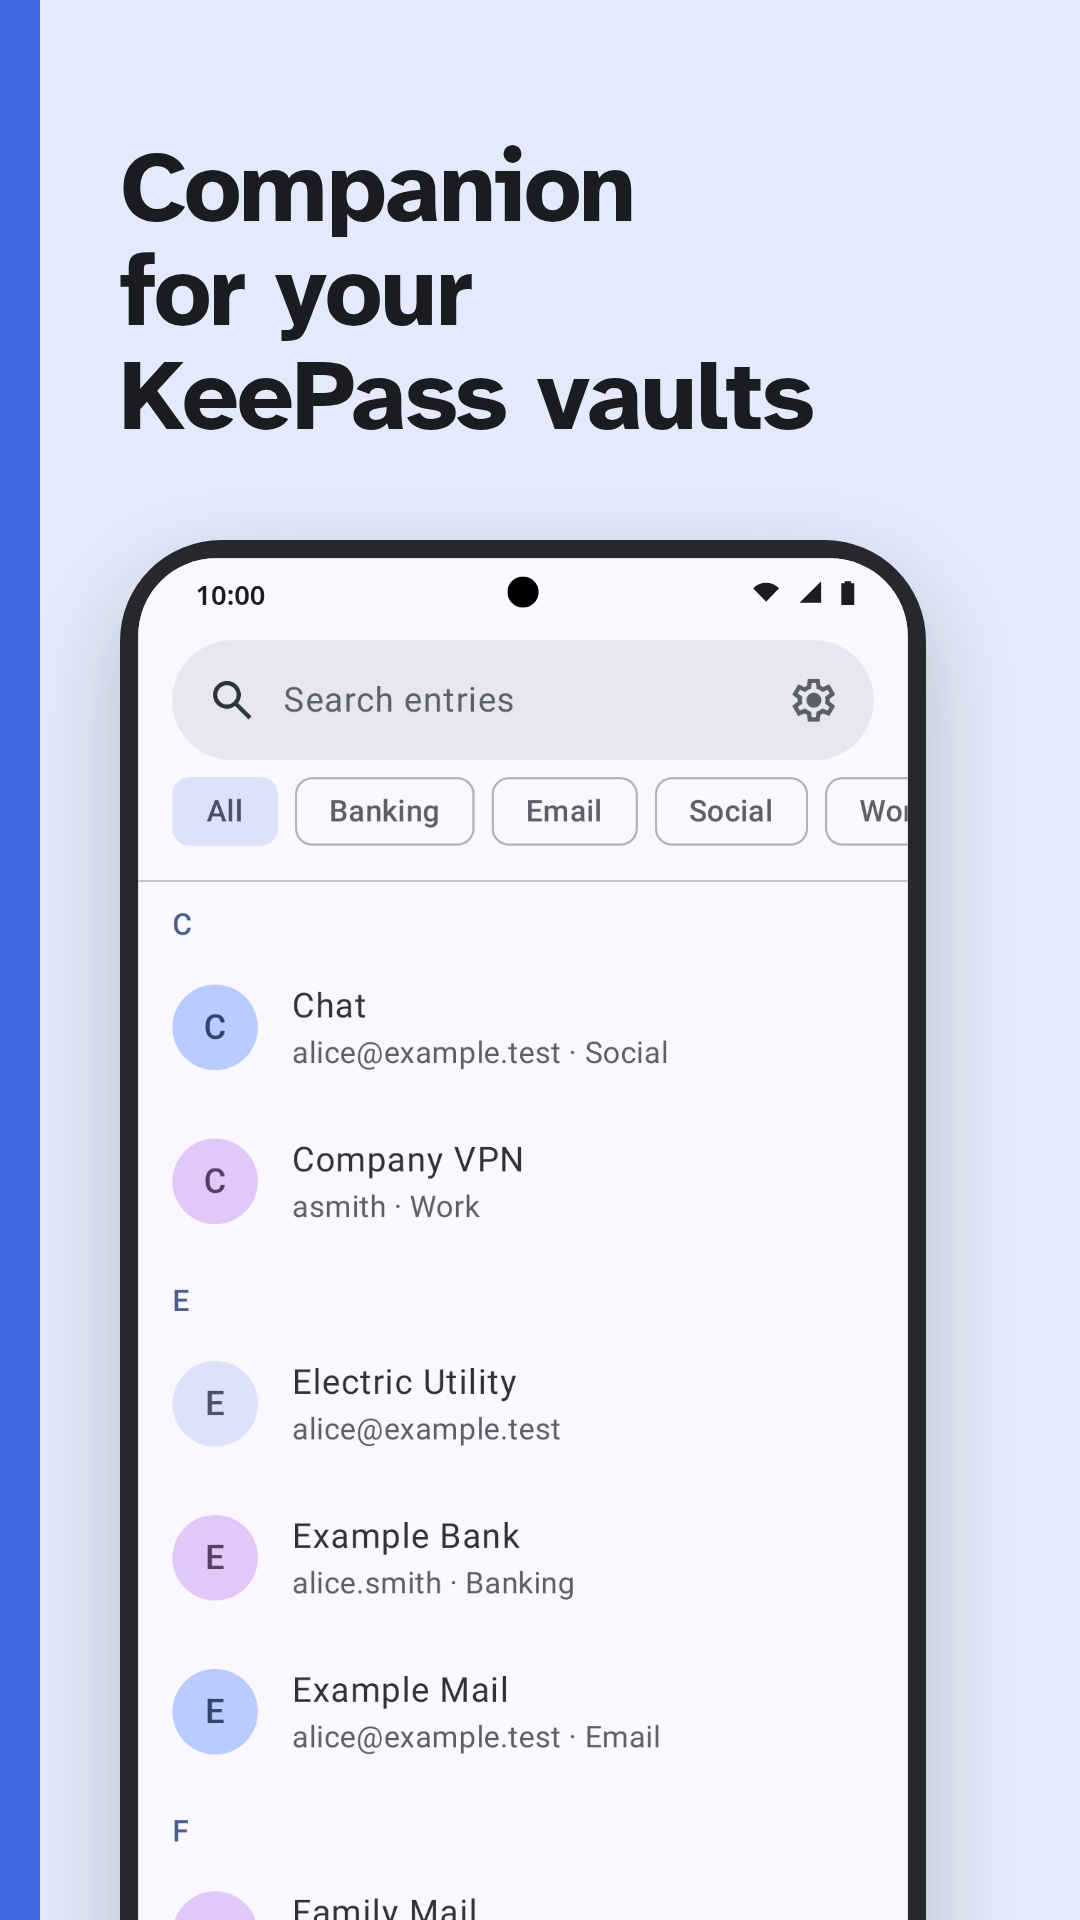 Companion
for your
KeePass vaults
10:00
Search entries
All
Banking
Email
Social
Wor
C
C
Chat
alice@example.test · Social
C
Company VPN
asmith · Work
E
E
Electric Utility
alice@example.test
E
Example Bank
alice.smith · Banking
E
Example Mail
alice@example.test · Email
F
Family Mail